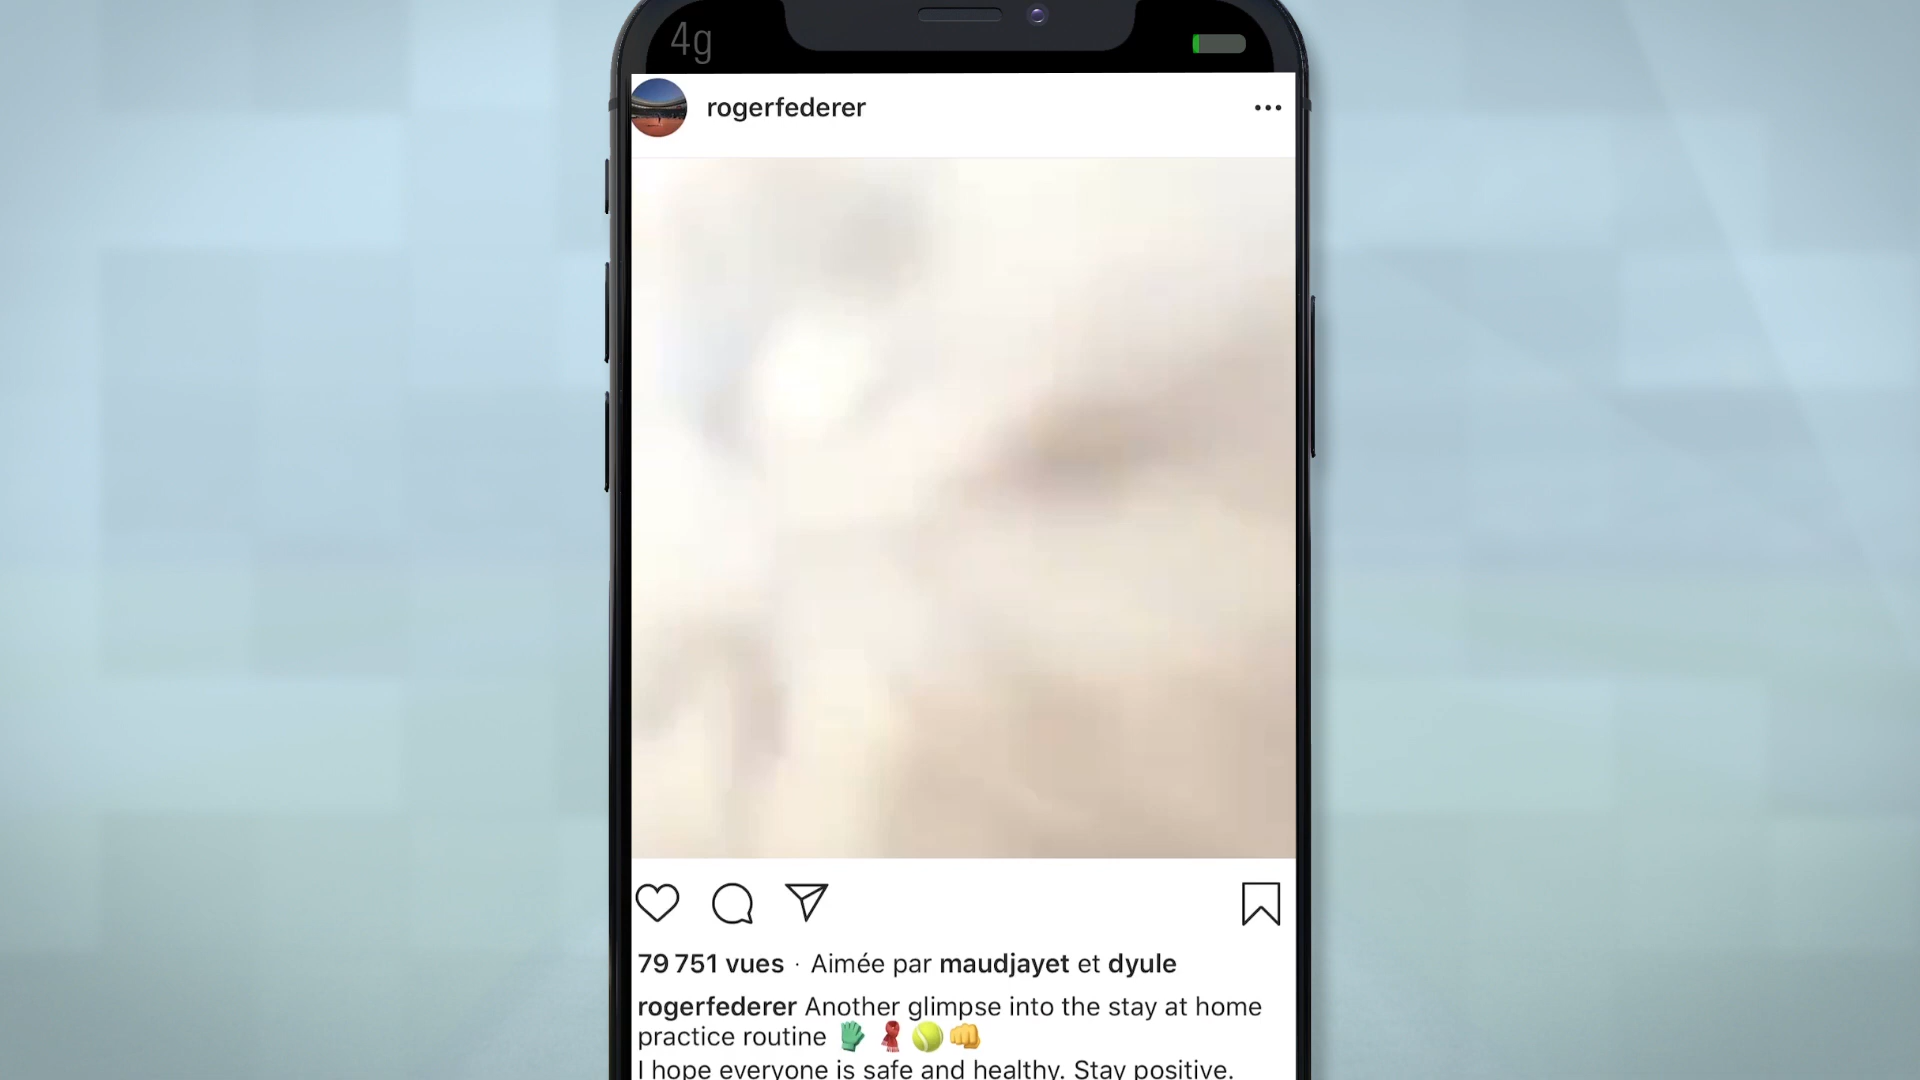 4g
rogerfederer
79 751 vues · Aimée par maudjayet et dyule
rogerfederer Another glimpse into the stay at home
practice routine 🧤 🧣 🎾 👊
I hope everyone is safe and healthy. Stay positive.